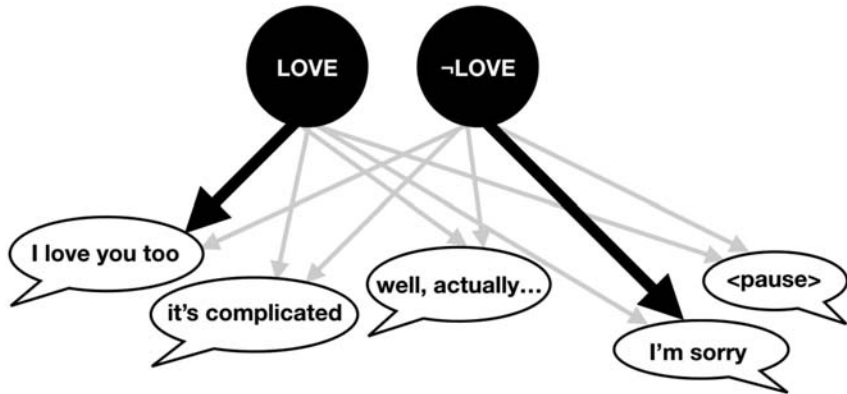 LOVE
¬LOVE
I love you too
it's complicated
well, actually…
<pause>
I'm sorry